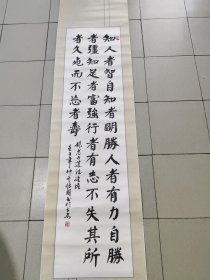 知人者智自知者明勝人者有力自勝
者彊知足者富強行者有志不失其所
者久死而不忘者壽